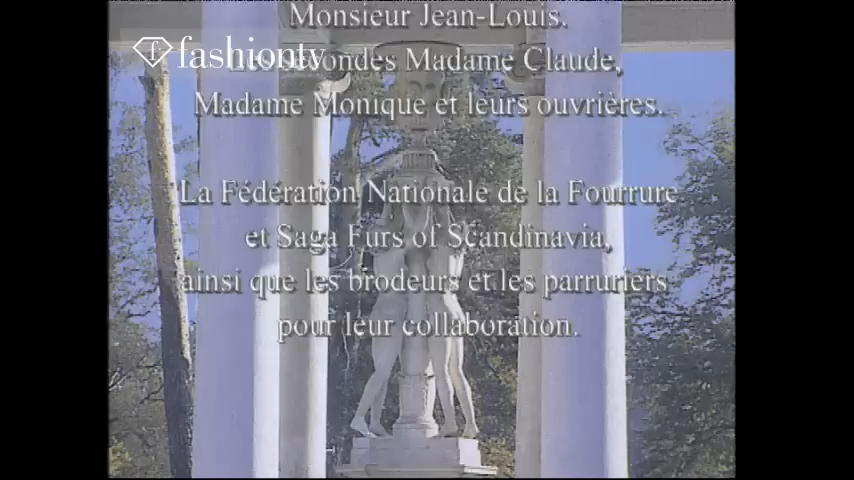 Monsieur Jean-Louis.
fashiontv
Les secondes Madame Claude,
Madame Monique et leurs ouvrières.
La Fédération Nationale de la Fourrure
et Saga Furs of Scandinavia,
ainsi que les brodeurs et les parruriers
pour leur collaboration.